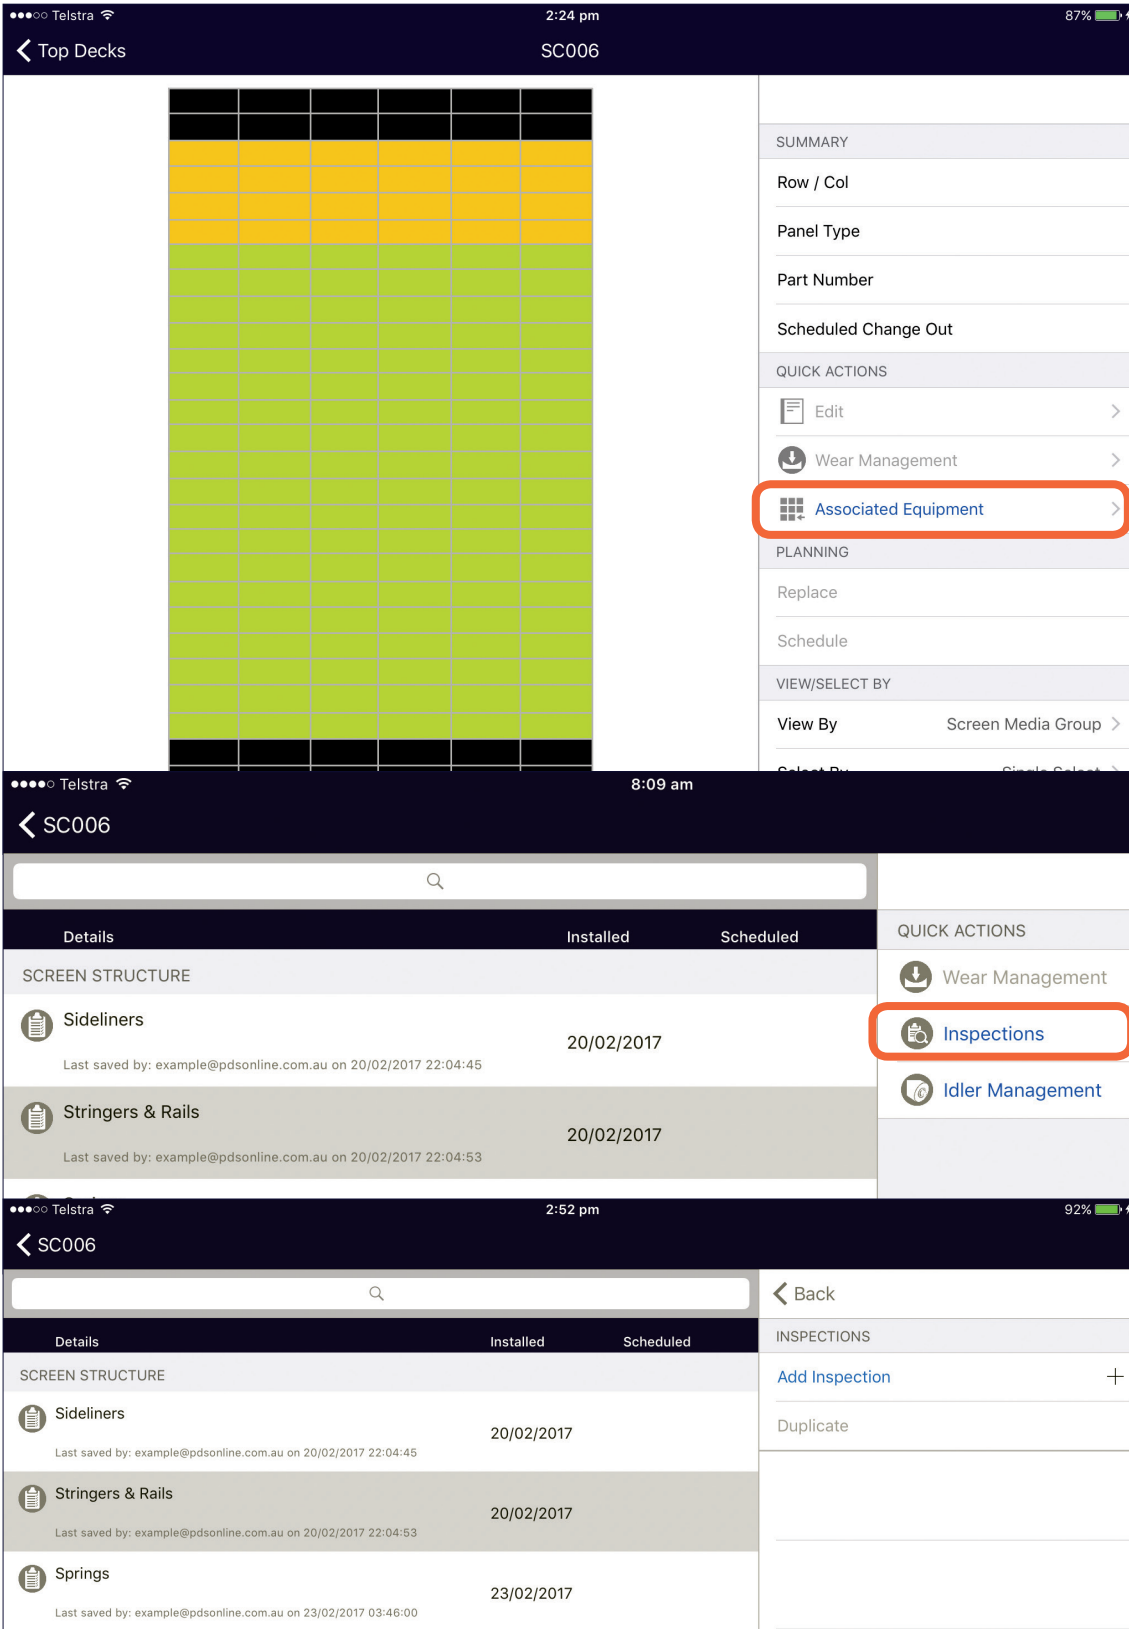 Telstra 2:24 pm 87%
Top Decks SC006
SUMMARY
Row / Col
Panel Type
Part Number
Scheduled Change Out
QUICK ACTIONS
Edit
Wear Management
Associated Equipment
PLANNING
Replace
Schedule
VIEW/SELECT BY
View By Screen Media Group
Select By Single Select
Telstra 8:09 am
SC006
Details Installed Scheduled
SCREEN STRUCTURE
Sideliners
20/02/2017
Last saved by: example@pdsonline.com.au on 20/02/2017 22:04:45
Stringers & Rails
20/02/2017
Last saved by: example@pdsonline.com.au on 20/02/2017 22:04:53
QUICK ACTIONS
Wear Management
Inspections
Idler Management
Telstra 2:52 pm 92%
SC006
Details Installed Scheduled
SCREEN STRUCTURE
Sideliners
20/02/2017
Last saved by: example@pdsonline.com.au on 20/02/2017 22:04:45
Stringers & Rails
20/02/2017
Last saved by: example@pdsonline.com.au on 20/02/2017 22:04:53
Springs
23/02/2017
Last saved by: example@pdsonline.com.au on 23/02/2017 03:46:00
Back
INSPECTIONS
Add Inspection
Duplicate